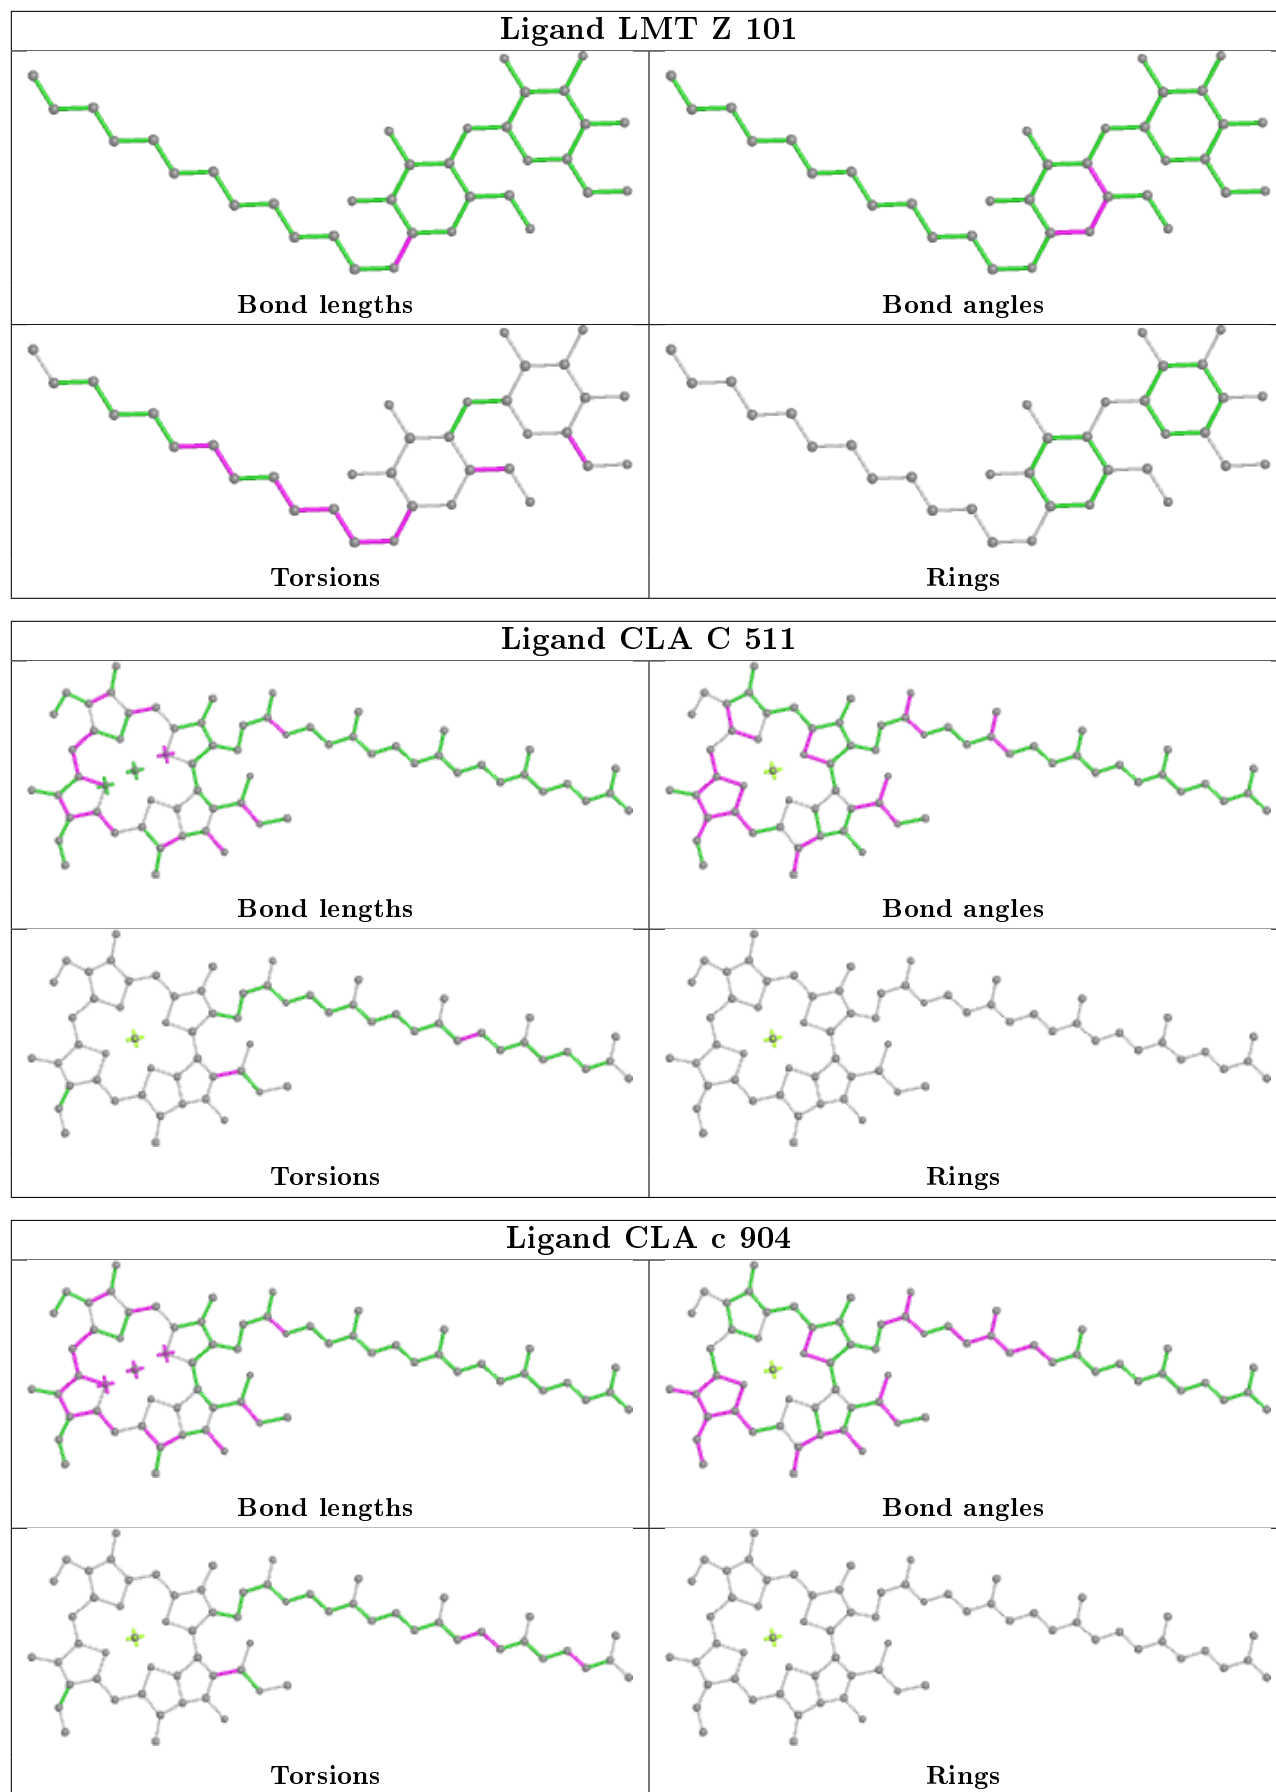 Ligand LMT Z 101
Bond lengths
Bond angles
Torsions
Rings
Ligand CLA C 511
Bond lengths
Bond angles
Torsions
Rings
Ligand CLA c 904
Bond lengths
Bond angles
Torsions
Rings